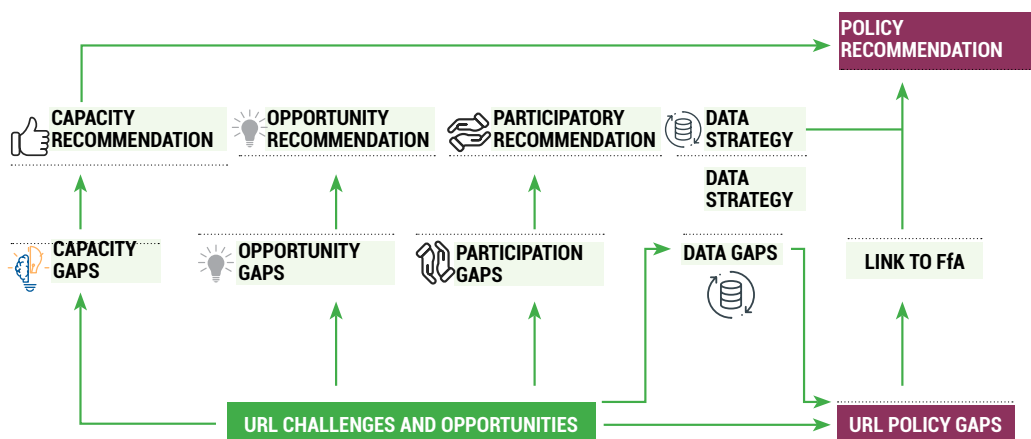 POLICY
RECOMMENDATION
CAPACITY
RECOMMENDATION
OPPORTUNITY
RECOMMENDATION
PARTICIPATORY
RECOMMENDATION
DATA
STRATEGY
DATA
STRATEGY
CAPACITY
GAPS
OPPORTUNITY
GAPS
PARTICIPATION
GAPS
DATA GAPS
LINK TO FfA
URL CHALLENGES AND OPPORTUNITIES
URL POLICY GAPS